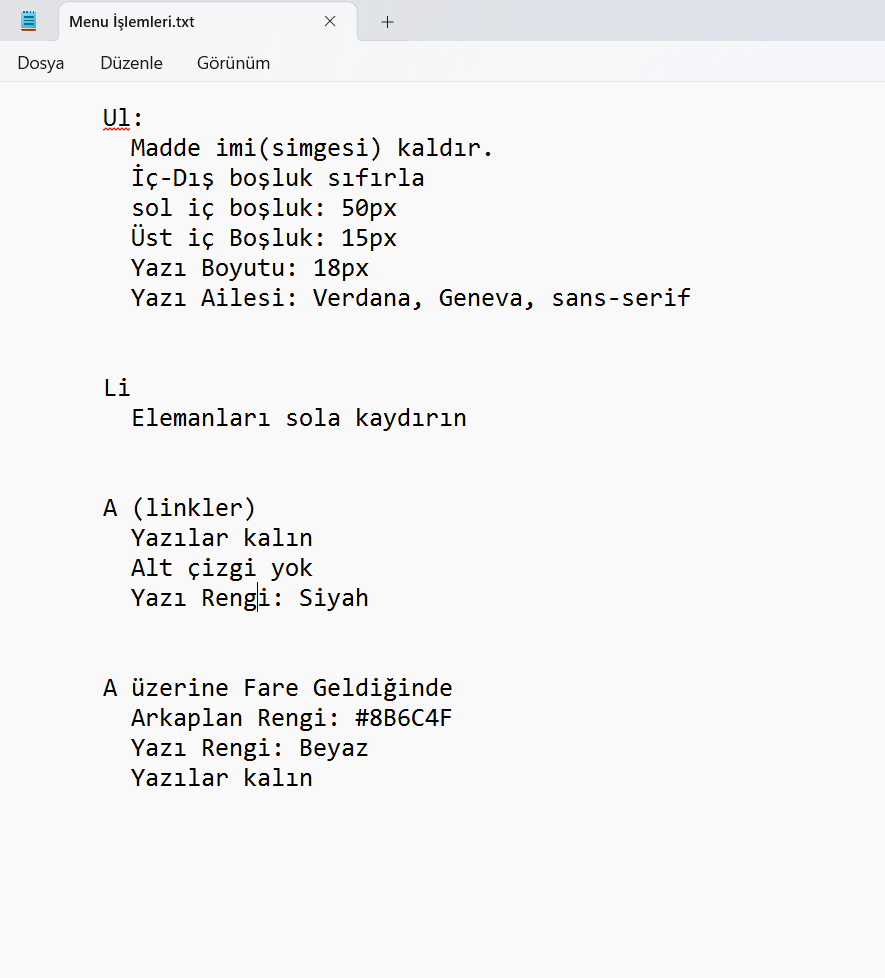 Menu İşlemleri.txt
Dosya Düzenle Görünüm
Ul:
Madde imi(simgesi) kaldır.
İç-Dış boşluk sıfırla
sol iç boşluk: 50px
Üst iç Boşluk: 15px
Yazı Boyutu: 18px
Yazı Ailesi: Verdana, Geneva, sans-serif
Li
Elemanları sola kaydırın
A (linkler)
Yazılar kalın
Alt çizgi yok
Yazı Rengi: Siyah
A üzerine Fare Geldiğinde
Arkaplan Rengi: #8B6C4F
Yazı Rengi: Beyaz
Yazılar kalın